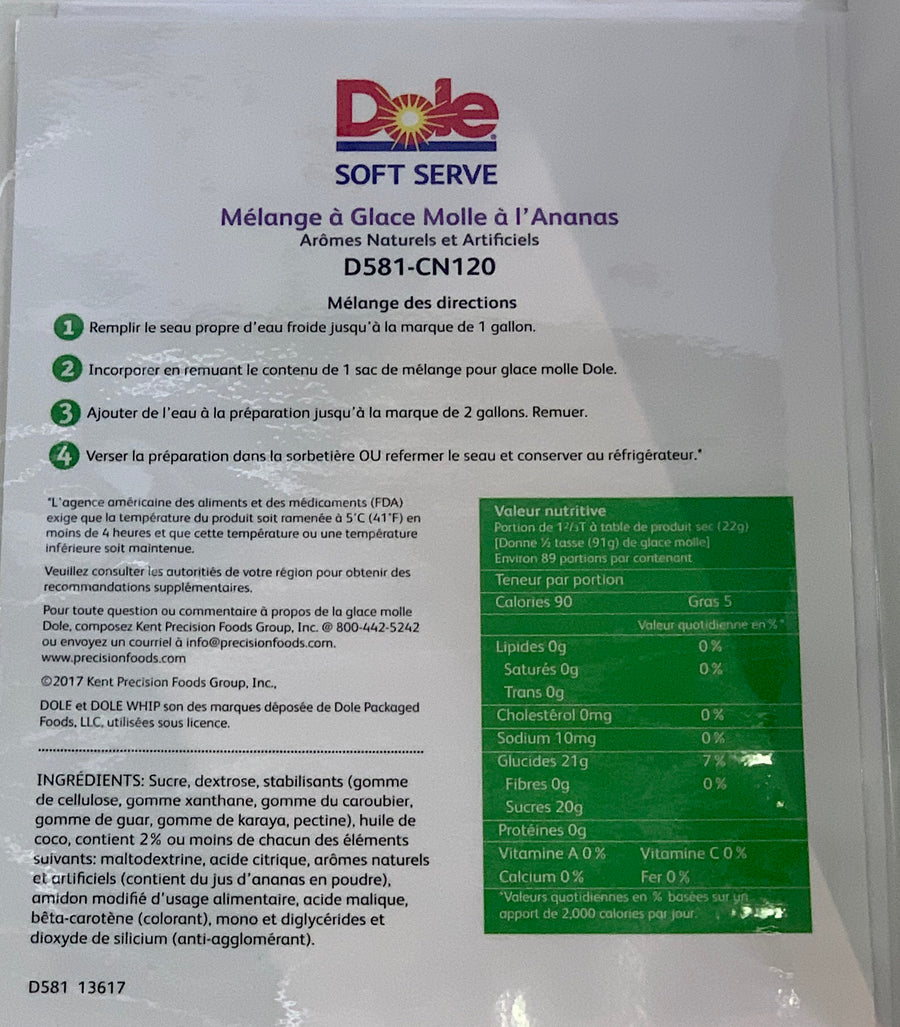 Dole
SOFT SERVE
Mélange à Glace Molle à l'Ananas
Arômes Naturels et Artificiels
D581-CN120
Mélange des directions
1 Remplir le seau propre d'eau froide jusqu'à la marque de 1 gallon.
2 Incorporer en remuant le contenu de 1 sac de mélange pour glace molle Dole.
3 Ajouter de l'eau à la préparation jusqu'à la marque de 2 gallons. Remuer.
4 Verser la préparation dans la sorbetière OU refermer le seau et conserver au réfrigérateur.*
*L'agence américaine des aliments et des médicaments (FDA)
exige que la température du produit soit ramenée à 5°C (41°F) en
moins de 4 heures et que cette température ou une température
inférieure soit maintenue.
Veuillez consulter les autoritiés de votre région pour obtenir des
recommandations supplémentaires.
Pour toute question ou commentaire à propos de la glace molle
Dole, composez Kent Precision Foods Group, Inc. @ 800-442-5242
ou envoyez un courriel à info@precisionfoods.com.
www.precisionfoods.com
©2017 Kent Precision Foods Group, Inc.,
DOLE et DOLE WHIP son des marques déposée de Dole Packaged
Foods, LLC, utilisées sous licence.
INGRÉDIENTS: Sucre, dextrose, stabilisants (gomme
de cellulose, gomme xanthane, gomme du caroubier,
gomme de guar, gomme de karaya, pectine), huile de
coco, contient 2% ou moins de chacun des éléments
suivants: maltodextrine, acide citrique, arômes naturels
et artificiels (contient du jus d'ananas en poudre),
amidon modifié d'usage alimentaire, acide malique,
bêta-carotène (colorant), mono et diglycérides et
dioxyde de silicium (anti-agglomérant).
D581 13617
Valeur nutritive
Portion de 1²/₃T à table de produit sec (22g)
[Donne ½ tasse (91g) de glace molle]
Environ 89 portions par contenant
Teneur par portion
Calories 90 Gras 5
Valeur quotidienne en %*
Lipides 0g 0%
Saturés 0g 0%
Trans 0g
Cholestérol 0mg 0%
Sodium 10mg 0%
Glucides 21g 7%
Fibres 0g 0%
Sucres 20g
Protéines 0g
Vitamine A 0% Vitamine C 0%
Calcium 0% Fer 0%
*Valeurs quotidiennes en % basées sur un
apport de 2,000 calories par jour.